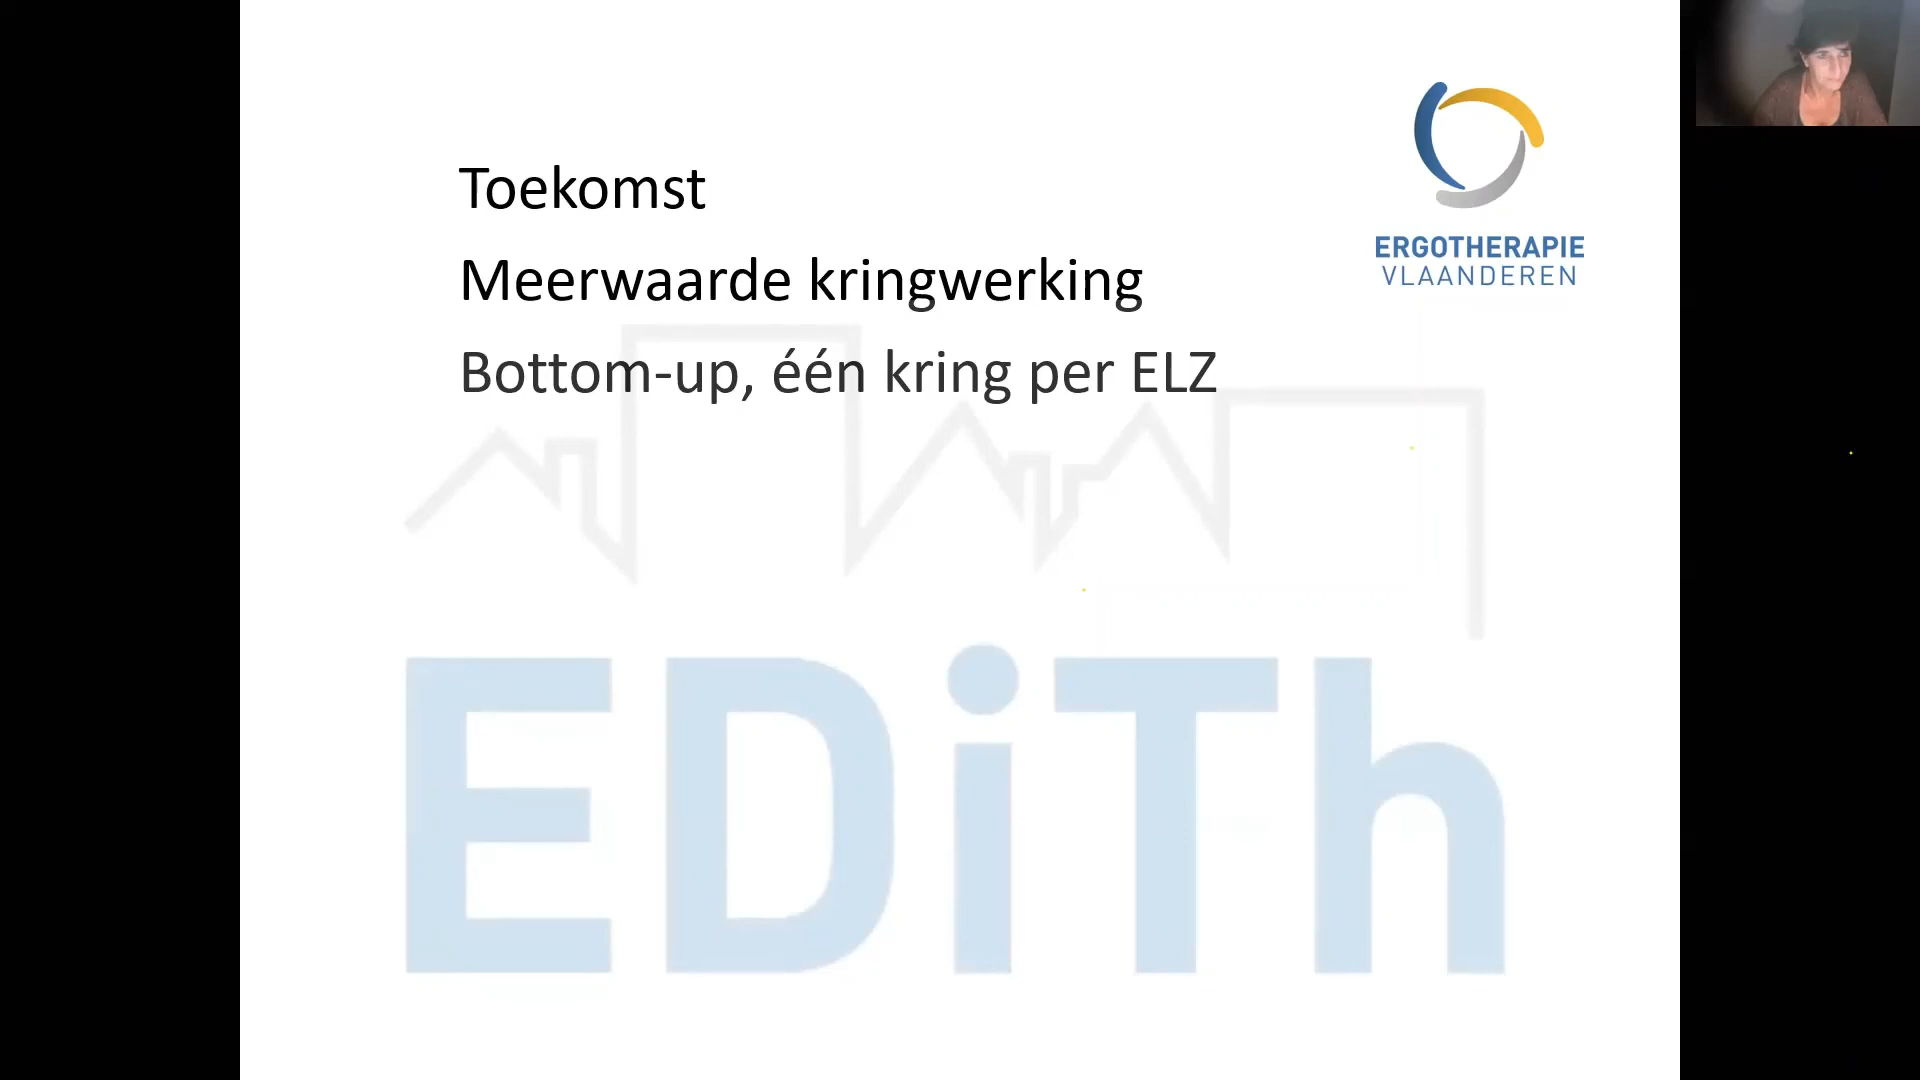 Toekomst
Meerwaarde kringwerking
Bottom-up, één kring per ELZ
ERGOTHERAPIE
VLAANDEREN
EDiTh